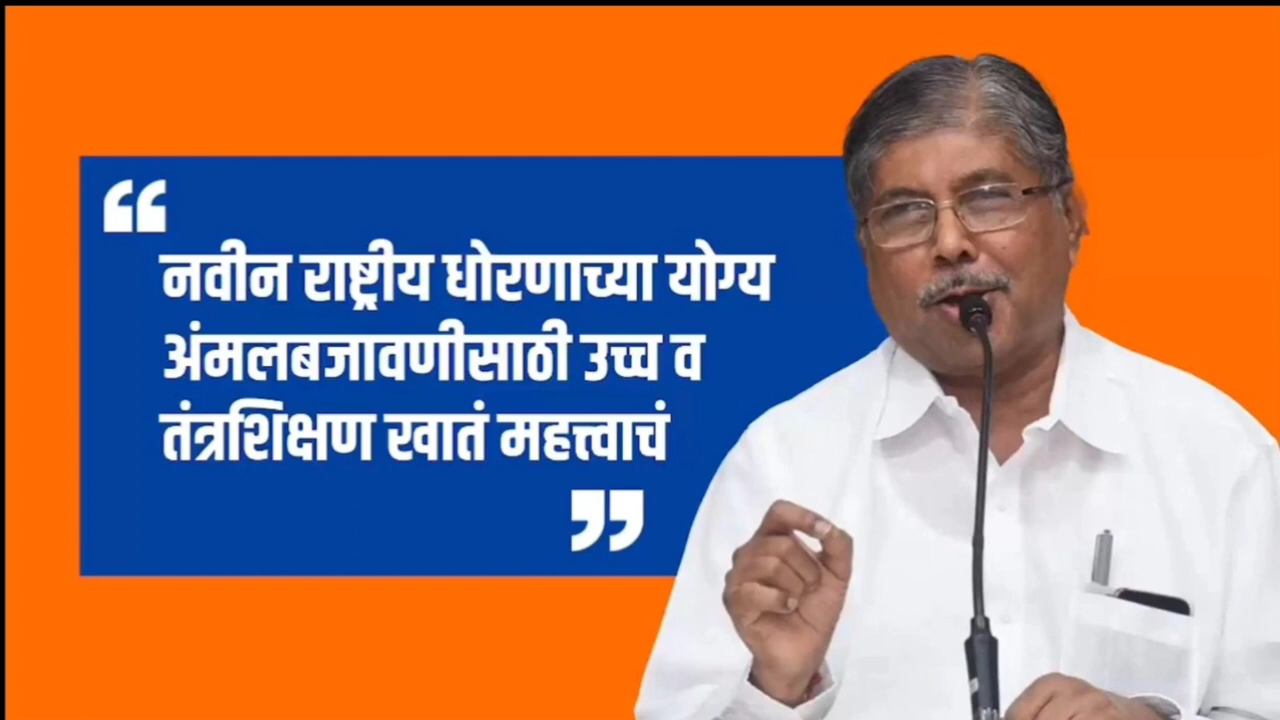 “
नवीन राष्ट्रीय धोरणाच्या योग्य
अंमलबजावणीसाठी उच्च व
तंत्रशिक्षण खातं महत्त्वाचं
”